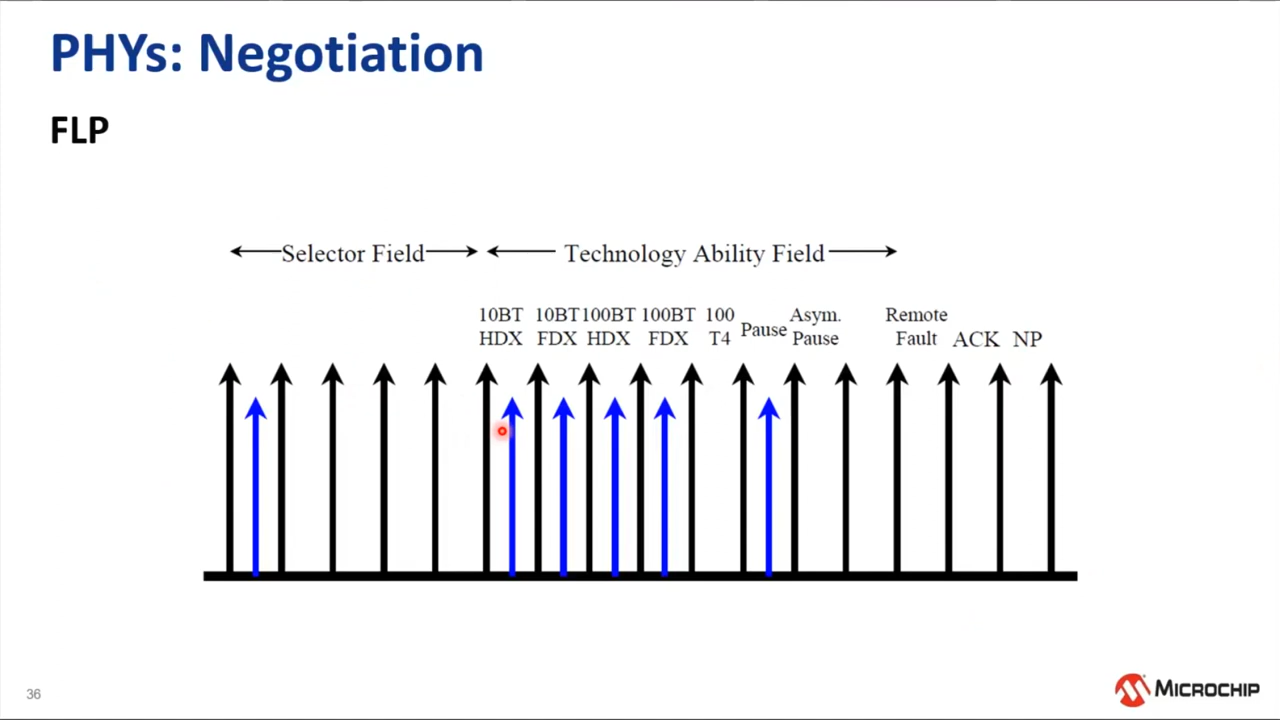 PHYs: Negotiation
FLP
Selector Field
Technology Ability Field
10BT 10BT 100BT 100BT 100 Asym. Remote
HDX FDX HDX FDX T4 Pause Pause Fault ACK NP
36
MICROCHIP